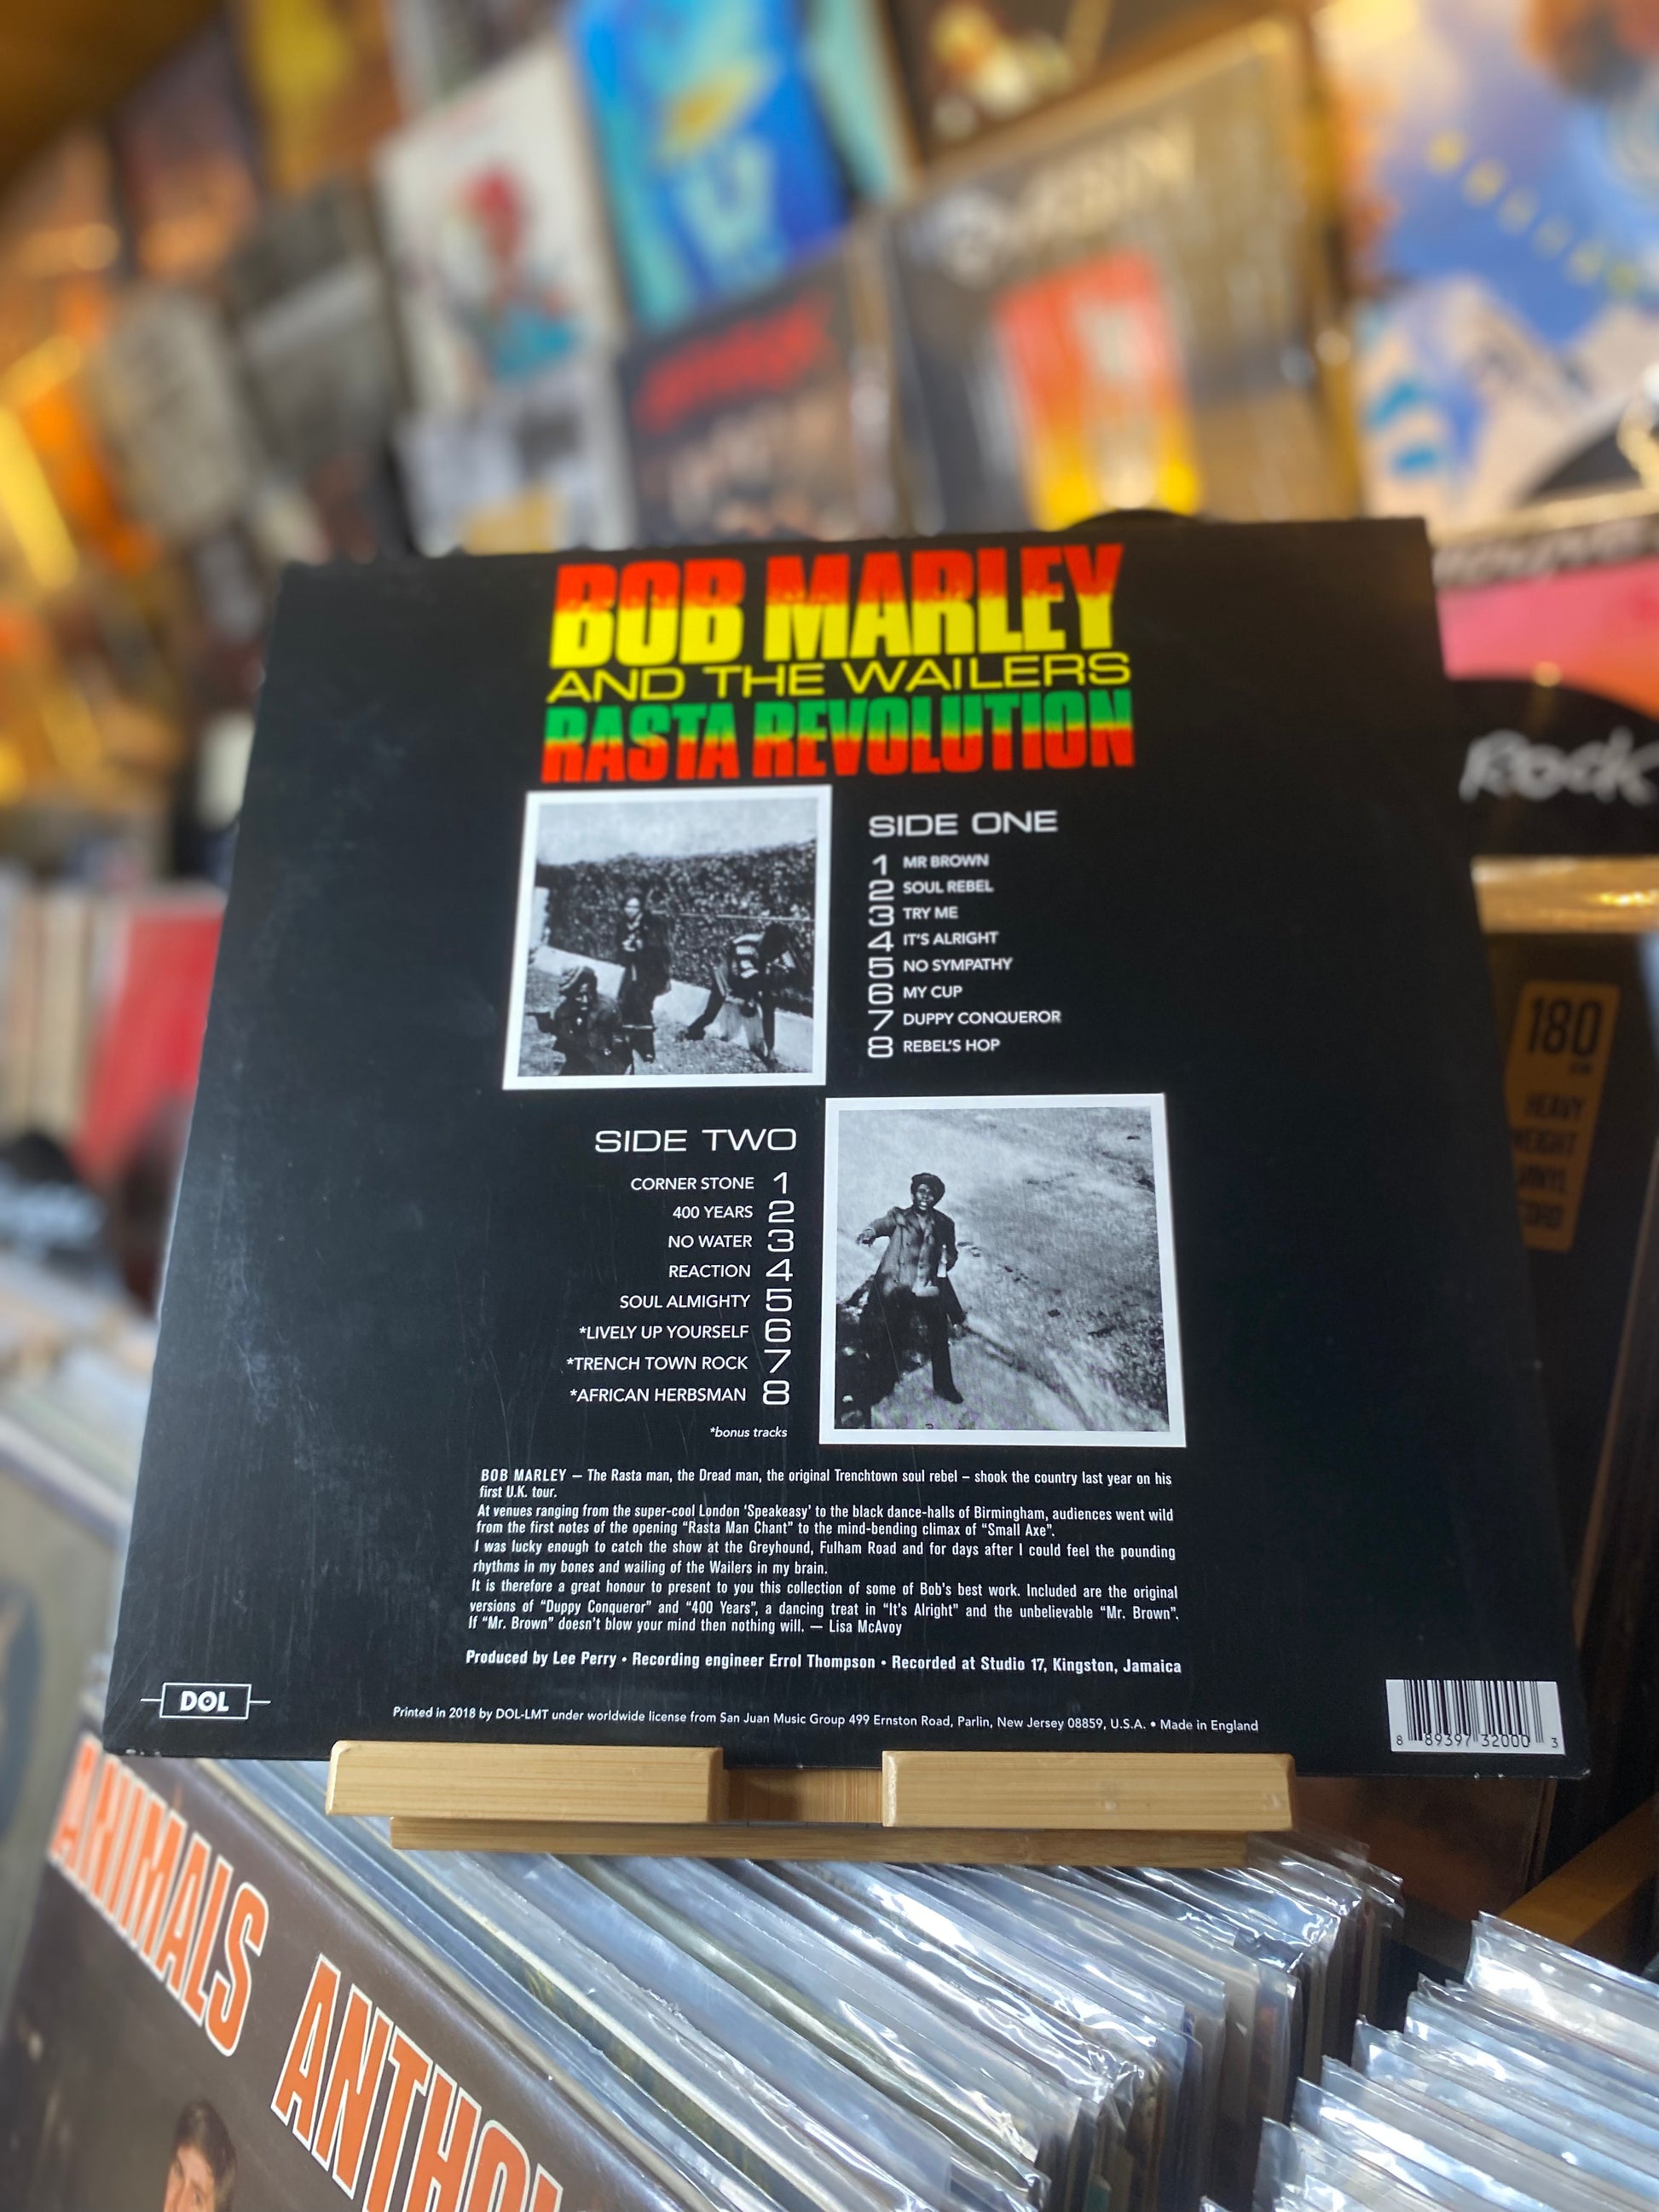 BOB MARLEY
AND THE WAILERS
RASTA REVOLUTION
SIDE ONE
1 MR BROWN
2 SOUL REBEL
3 TRY ME
4 IT'S ALRIGHT
5 NO SYMPATHY
6 MY CUP
7 DUPPY CONQUEROR
8 REBEL'S HOP
SIDE TWO
CORNER STONE 1
400 YEARS 2
NO WATER 3
REACTION 4
SOUL ALMIGHTY 5
*LIVELY UP YOURSELF 6
*TRENCH TOWN ROCK 7
*AFRICAN HERBSMAN 8
*bonus tracks
BOB MARLEY – The Rasta man, the Dread man, the original Trenchtown soul rebel – shook the country last year on his
first U.K. tour.
At venues ranging from the super-cool London 'Speakeasy' to the black dance-halls of Birmingham, audiences went wild
from the first notes of the opening "Rasta Man Chant" to the mind-bending climax of "Small Axe".
I was lucky enough to catch the show at the Greyhound, Fulham Road and for days after I could feel the pounding
rhythms in my bones and wailing of the Wailers in my brain.
It is therefore a great honour to present to you this collection of some of Bob's best work. Included are the original
versions of "Duppy Conqueror" and "400 Years", a dancing treat in "It's Alright" and the unbelievable "Mr. Brown".
If "Mr. Brown" doesn't blow your mind then nothing will. — Lisa McAvoy
Produced by Lee Perry • Recording engineer Errol Thompson • Recorded at Studio 17, Kingston, Jamaica
DOL
Printed in 2018 by DOL-LMT under worldwide license from San Juan Music Group 499 Ernston Road, Parlin, New Jersey 08859, U.S.A. • Made in England
8 89397 32000 3
Rock
180
HEAVY
VINYL
ANIMALS